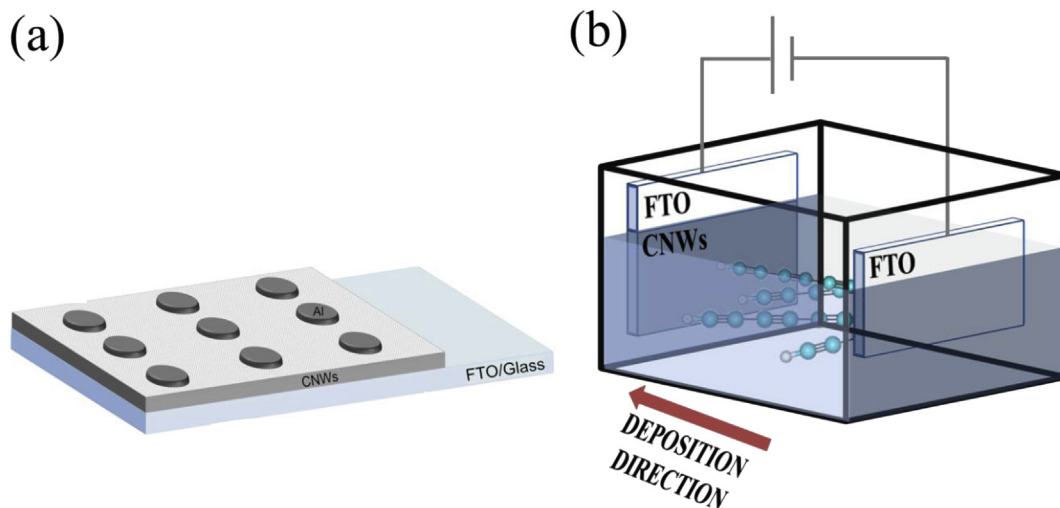 (a)
(b)
Al
CNWs
FTO/Glass
FTO
CNWs
FTO
DEPOSITION
DIRECTION